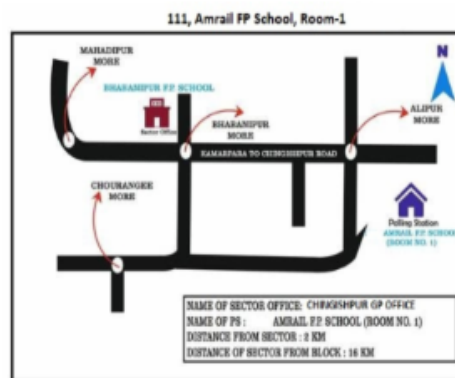 111, Amrail FP School, Room-1
N
MAHADIPUR
MORE
BHABANIPUR F.P. SCHOOL
Sector Office
BHABANIPUR
MORE
ALIPUR
MORE
KAMARPARA TO CHINGISHPUR ROAD
CHOURANGEE
MORE
Polling Station
AMRAIL F.P. SCHOOL
(ROOM NO. 1)
NAME OF SECTOR OFFICE: CHINGISHPUR GP OFFICE
NAME OF PS : AMRAIL F.P. SCHOOL (ROOM NO. 1)
DISTANCE FROM SECTOR : 2 KM
DISTANCE OF SECTOR FROM BLOCK : 16 KM